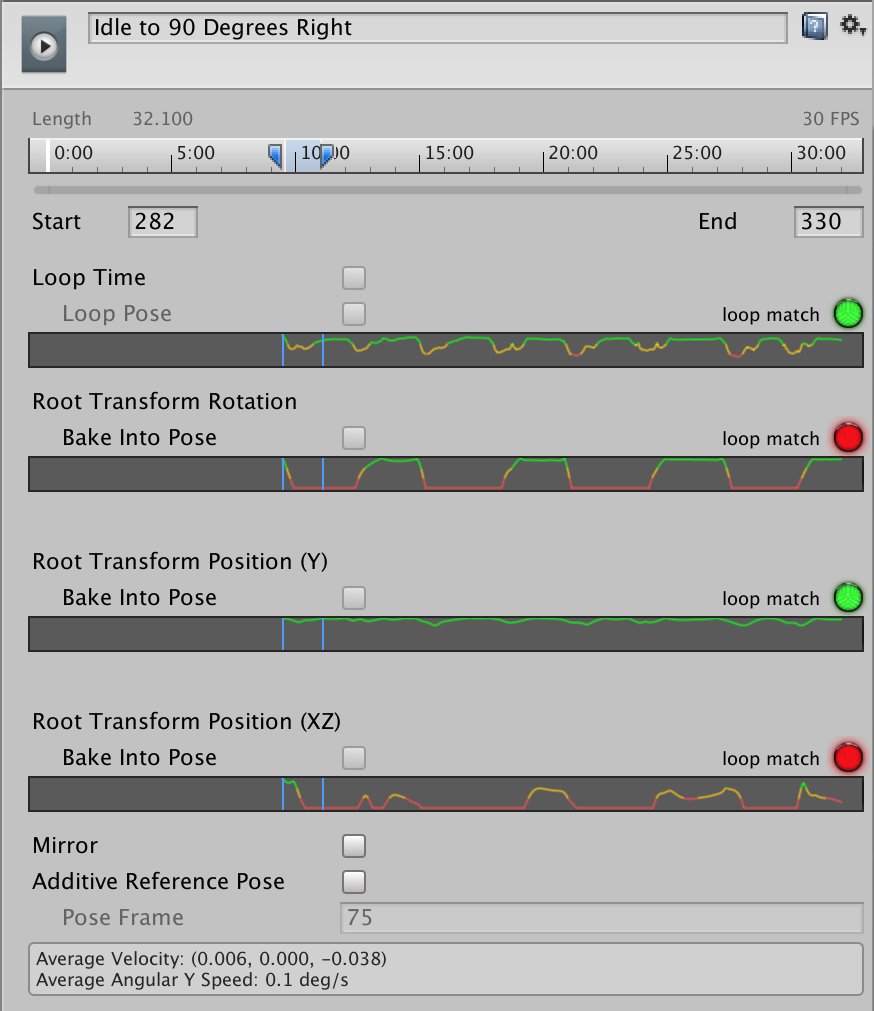 Idle to 90 Degrees Right
Length 32.100 30 FPS
0:00 5:00 10:00 15:00 20:00 25:00 30:00
Start 282 End 330
Loop Time
Loop Pose loop match
Root Transform Rotation
Bake Into Pose loop match
Root Transform Position (Y)
Bake Into Pose loop match
Root Transform Position (XZ)
Bake Into Pose loop match
Mirror
Additive Reference Pose
Pose Frame 75
Average Velocity: (0.006, 0.000, -0.038)
Average Angular Y Speed: 0.1 deg/s